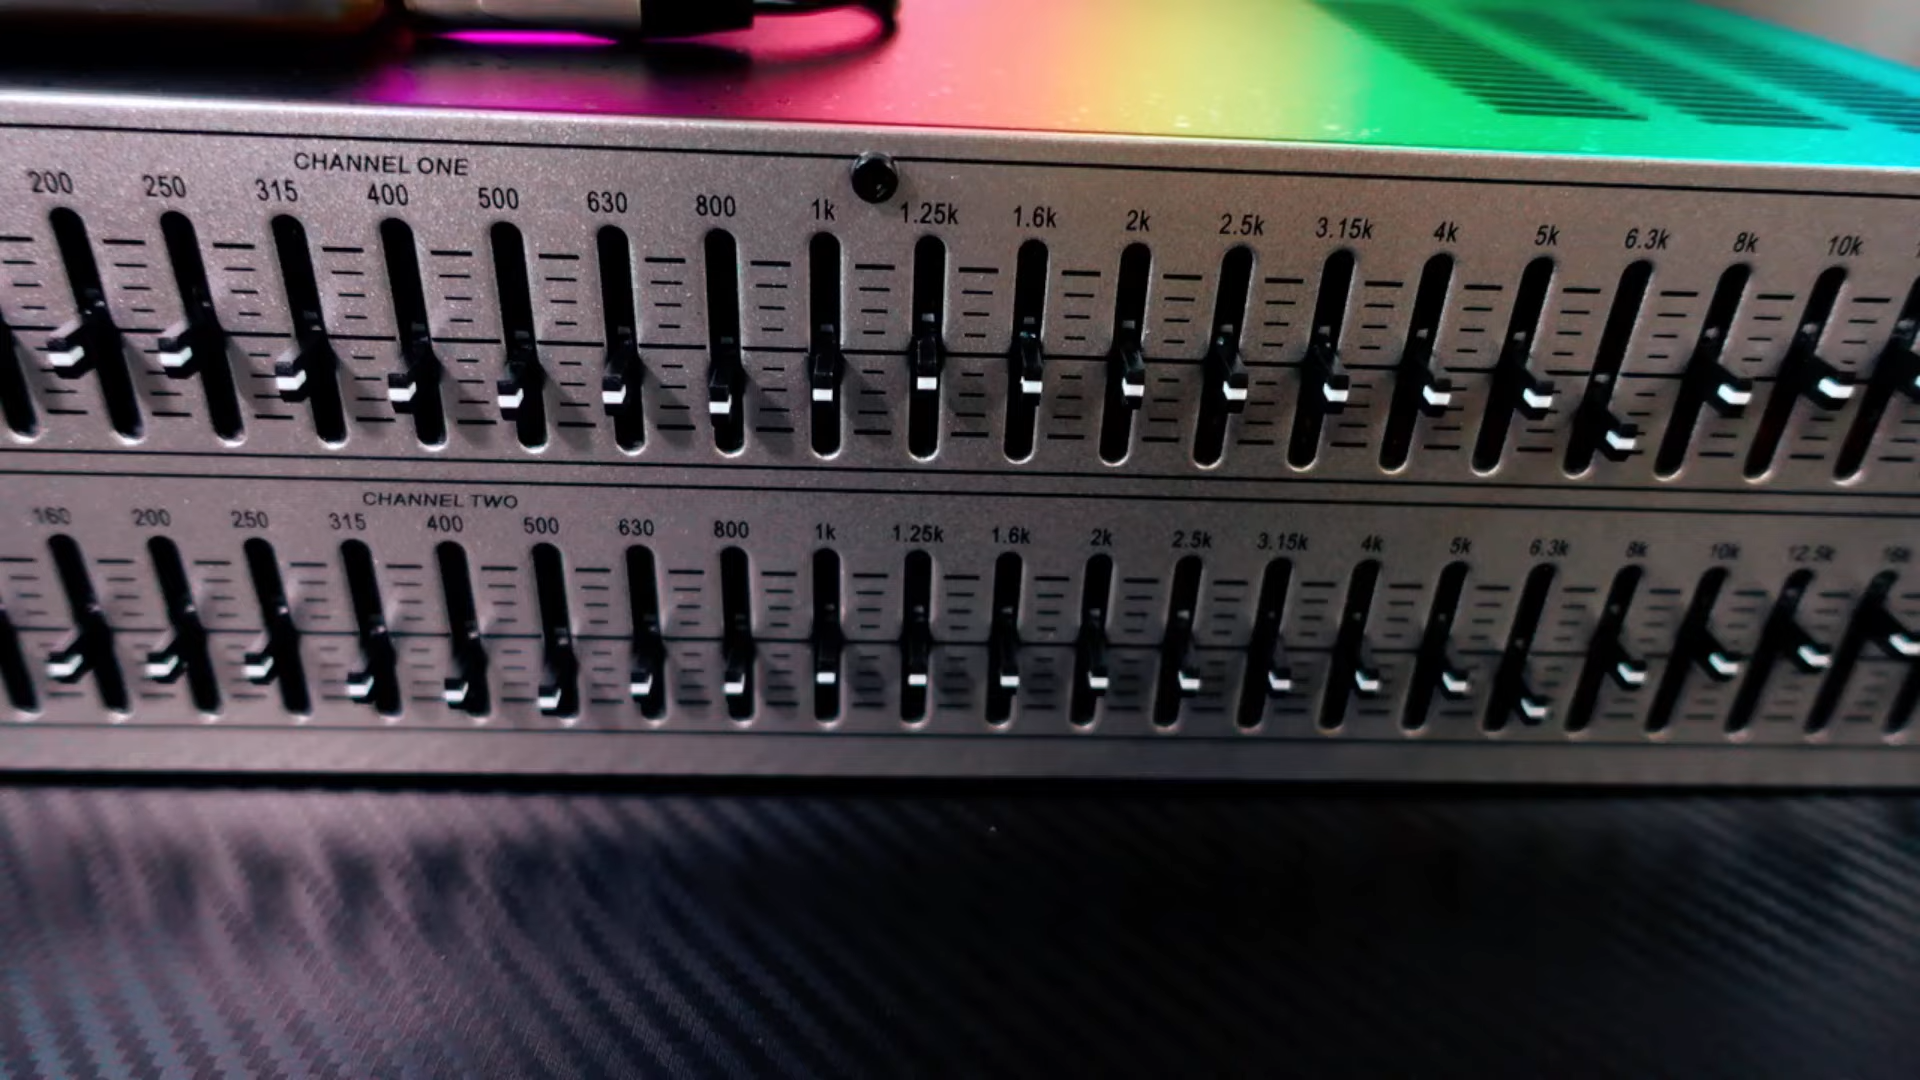 CHANNEL ONE
200 250 315 400 500 630 800 1k 1.25k 1.6k 2k 2.5k 3.15k 4k 5k 6.3k 8k 10k
CHANNEL TWO
160 200 250 315 400 500 630 800 1k 1.25k 1.6k 2k 2.5k 3.15k 4k 5k 6.3k 8k 10k 12.5k 16k